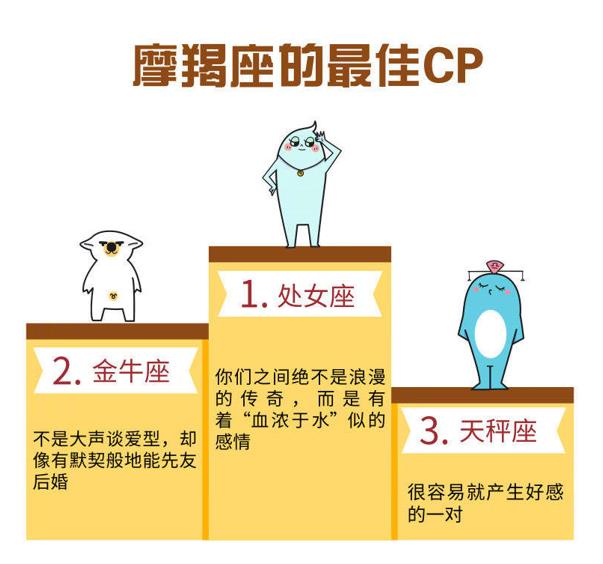 摩羯座的最佳CP
1. 处女座
你们之间绝不是浪漫
的传奇，而是有
着“血浓于水”似的
感情
2. 金牛座
不是大声谈爱型，却
像有默契般地能先友
后婚
3. 天秤座
很容易就产生好感
的一对